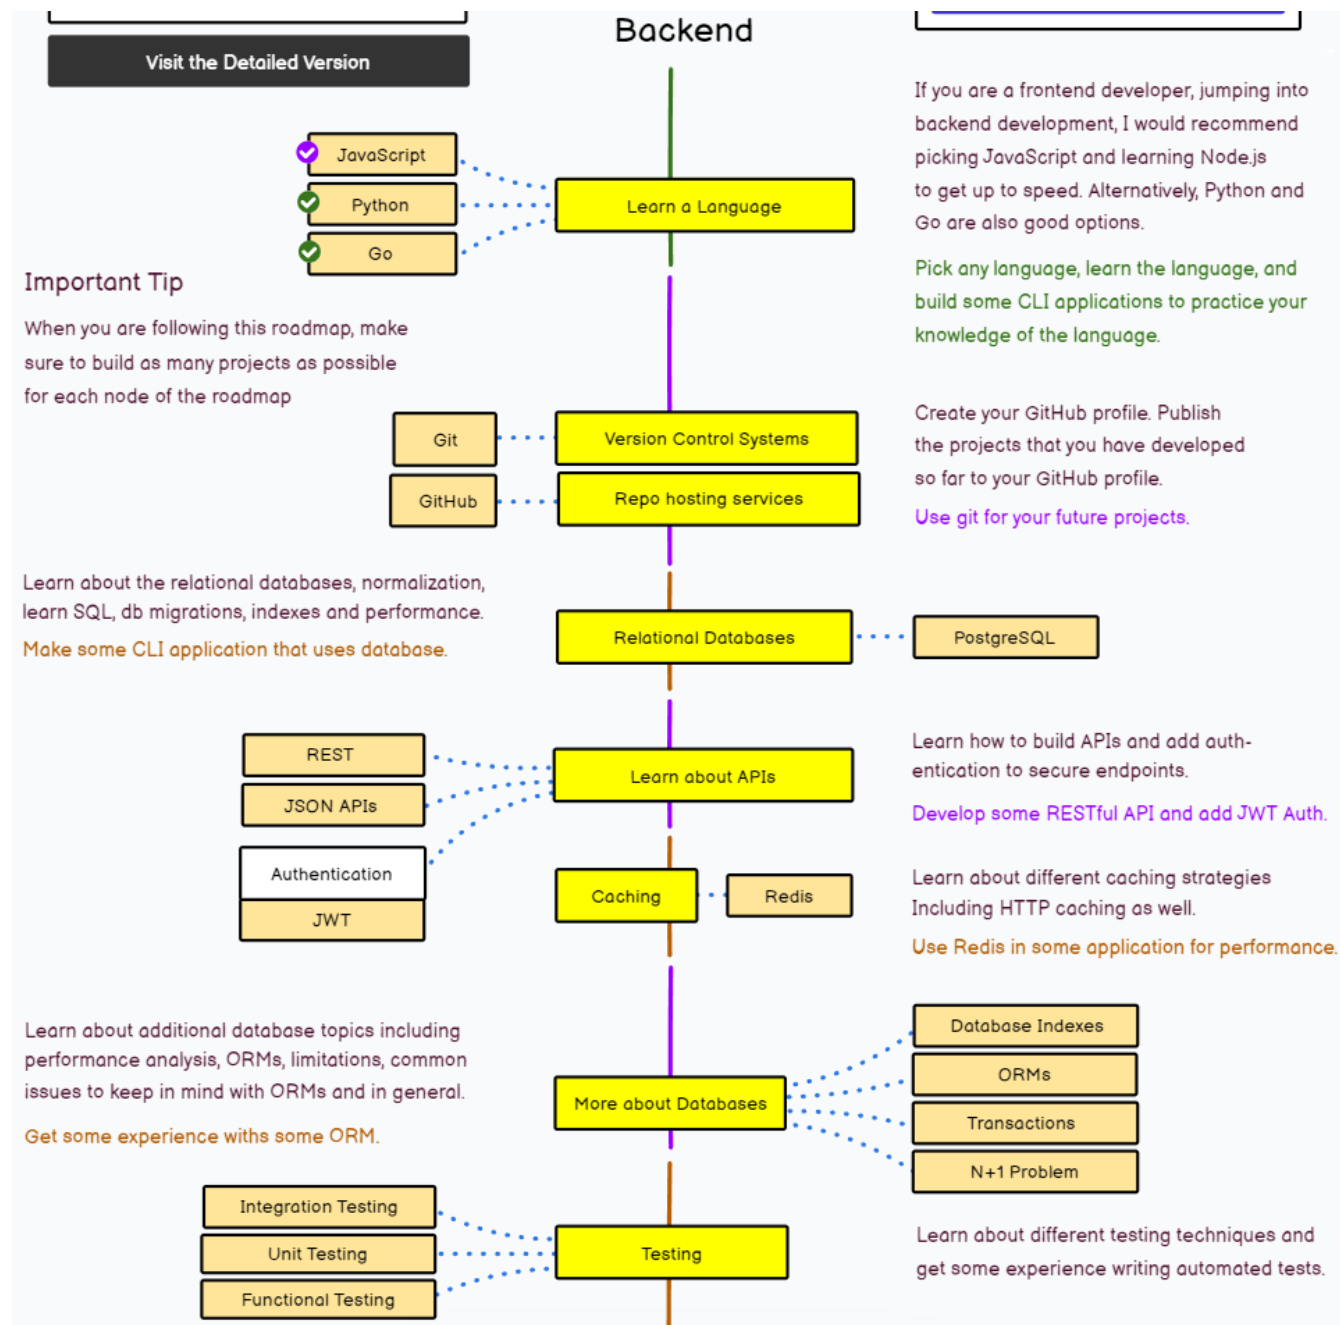 Backend
Visit the Detailed Version
If you are a frontend developer, jumping into
backend development, I would recommend
picking JavaScript and learning Node.js
to get up to speed. Alternatively, Python and
Go are also good options.
Pick any language, learn the language, and
build some CLI applications to practice your
knowledge of the language.
JavaScript
Python
Go
Learn a Language
Important Tip
When you are following this roadmap, make
sure to build as many projects as possible
for each node of the roadmap
Git
Version Control Systems
GitHub
Repo hosting services
Create your GitHub profile. Publish
the projects that you have developed
so far to your GitHub profile.
Use git for your future projects.
Learn about the relational databases, normalization,
learn SQL, db migrations, indexes and performance.
Make some CLI application that uses database.
Relational Databases
PostgreSQL
REST
JSON APIs
Authentication
JWT
Learn about APIs
Learn how to build APIs and add auth-
entication to secure endpoints.
Develop some RESTful API and add JWT Auth.
Caching
Redis
Learn about different caching strategies
Including HTTP caching as well.
Use Redis in some application for performance.
Learn about additional database topics including
performance analysis, ORMs, limitations, common
issues to keep in mind with ORMs and in general.
Get some experience withs some ORM.
More about Databases
Database Indexes
ORMs
Transactions
N+1 Problem
Integration Testing
Unit Testing
Functional Testing
Testing
Learn about different testing techniques and
get some experience writing automated tests.